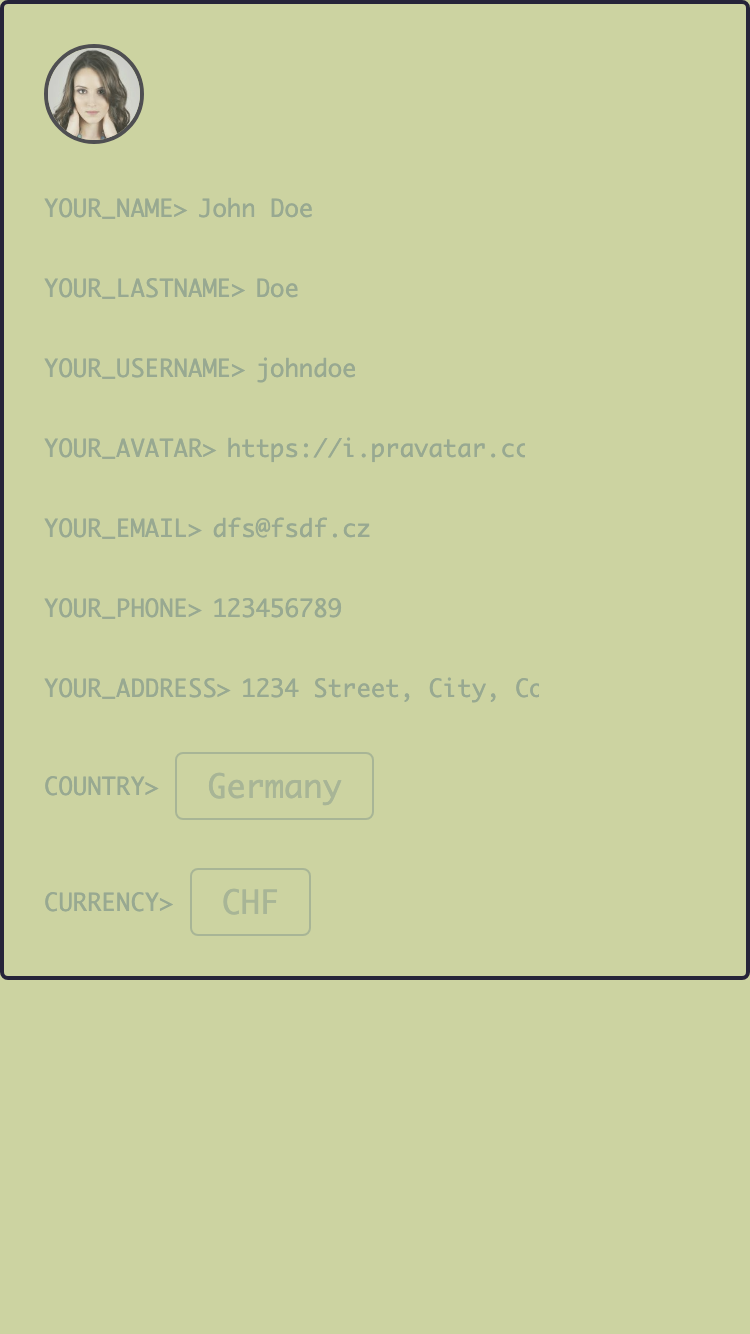 YOUR_NAME> John Doe
YOUR_LASTNAME> Doe
YOUR_USERNAME> johndoe
YOUR_AVATAR> https://i.pravatar.cc
YOUR_EMAIL> dfs@fsdf.cz
YOUR_PHONE> 123456789
YOUR_ADDRESS> 1234 Street, City, Co
COUNTRY> Germany
CURRENCY> CHF